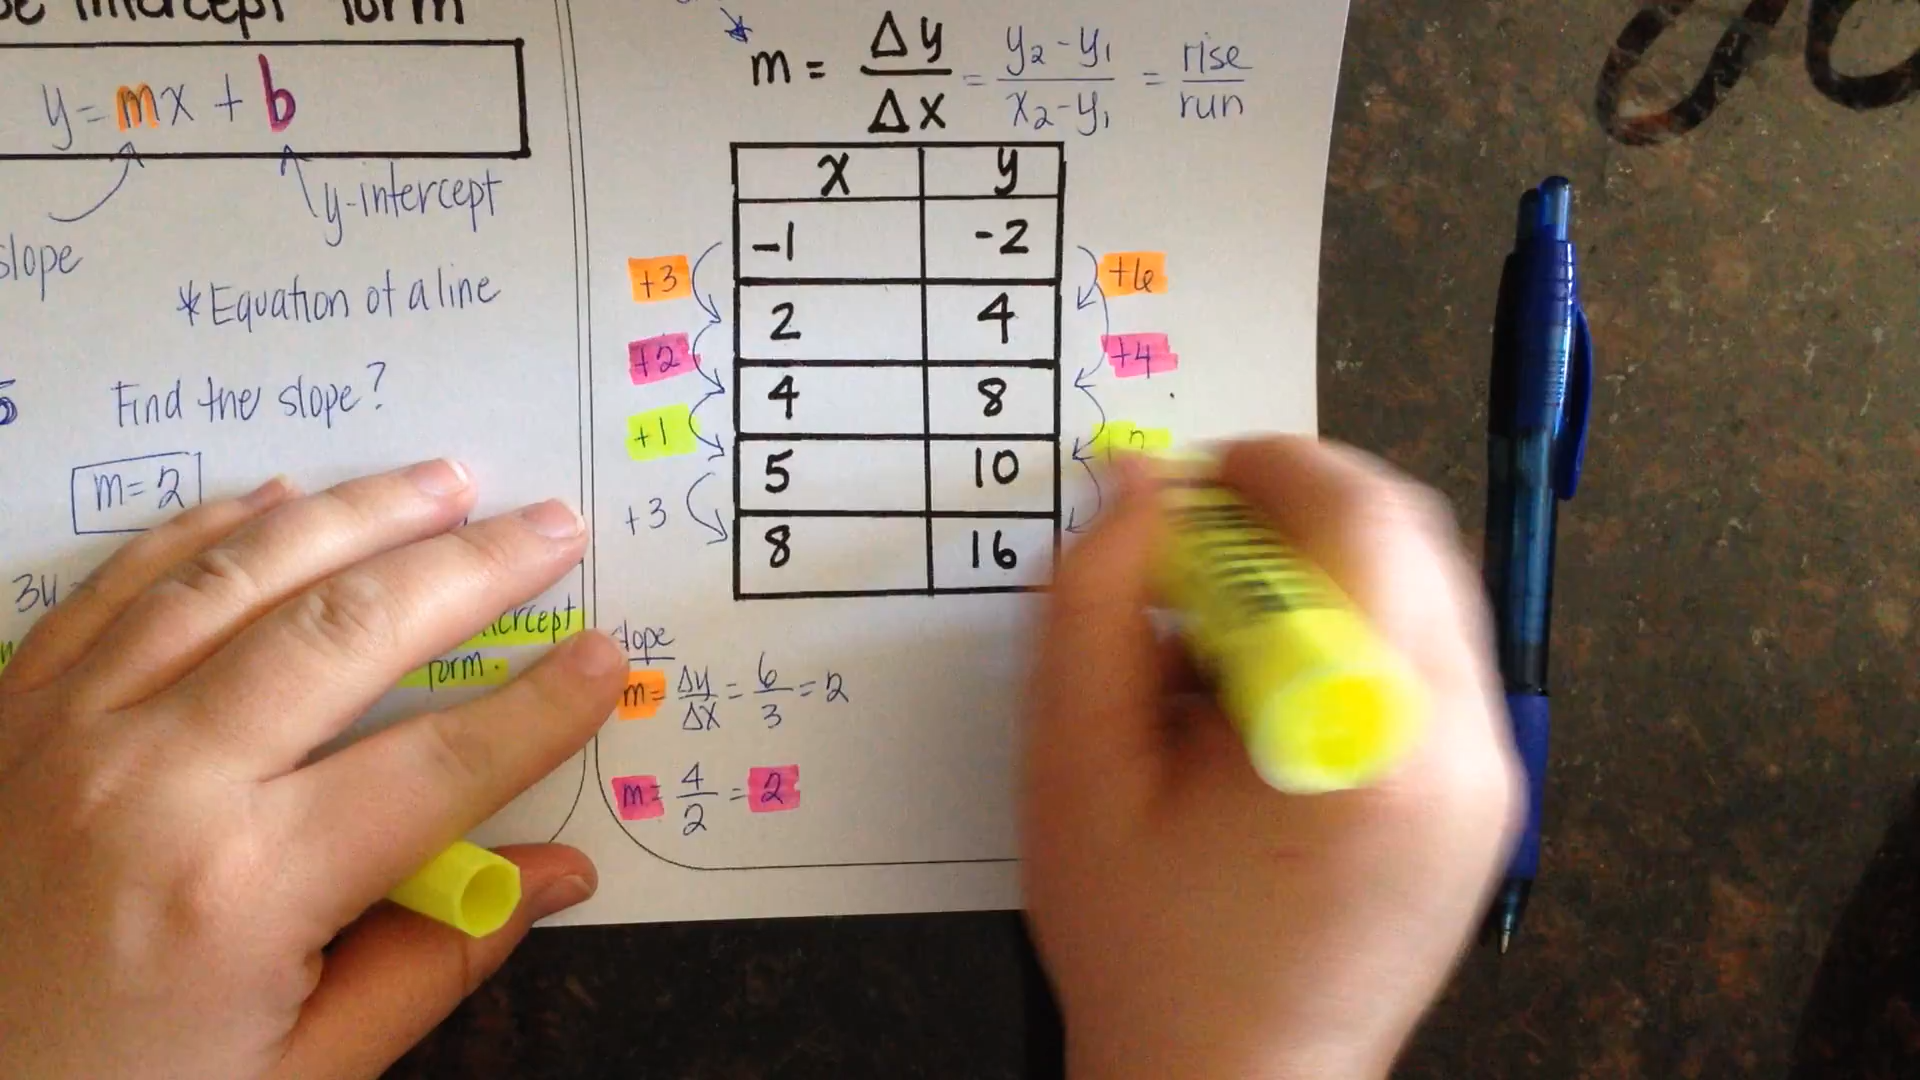 intercept form
y = mx + b
slope
y-intercept
*Equation of a line
Find the slope?
m = 2
form.
m = Δy/Δx = y₂-y₁/x₂-y₁ = rise/run
x y
-1 -2
+3 +6
2 4
+2 +4
4 8
+1
5 10
+3
8 16
slope
m = Δy/Δx = 6/3 = 2
m = 4/2 = 2